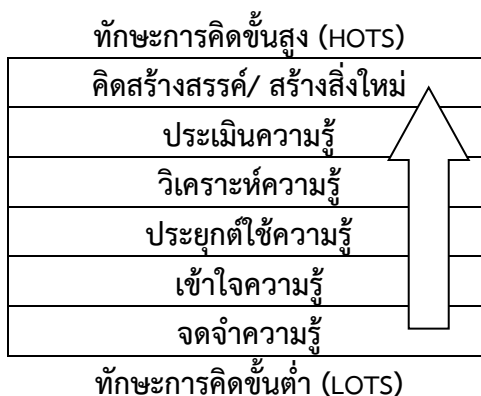 ทักษะการคิดขั้นสูง (HOTS)
คิดสร้างสรรค์/ สร้างสิ่งใหม่
ประเมินความรู้
วิเคราะห์ความรู้
ประยุกต์ใช้ความรู้
เข้าใจความรู้
จดจำความรู้
ทักษะการคิดขั้นต่ำ (LOTS)